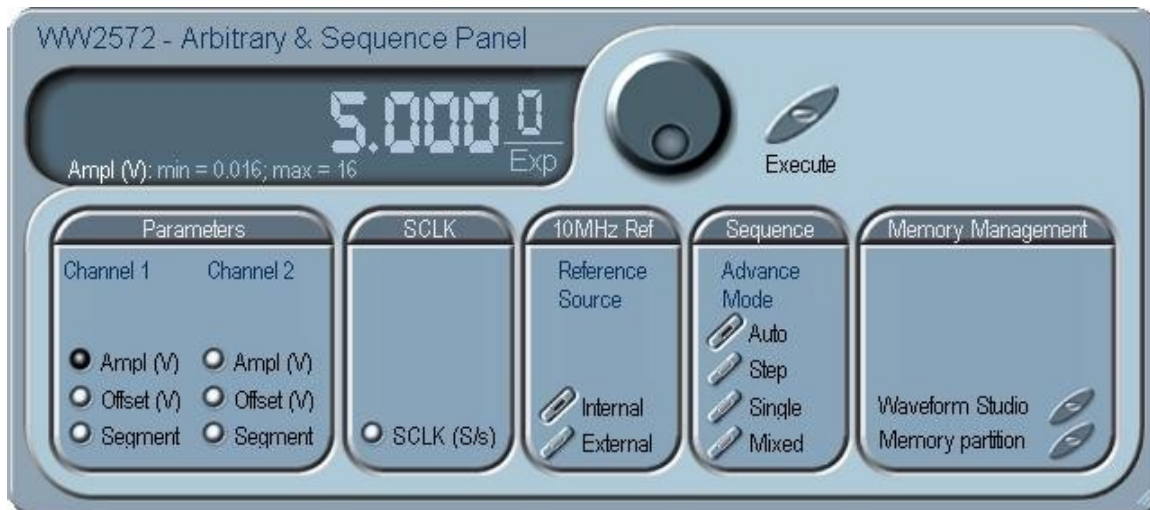 WW2572 - Arbitrary & Sequence Panel
5.000 0
Exp
Ampl (V): min = 0.016; max = 16
Execute
Parameters
Channel 1 Channel 2
Ampl (V) Ampl (V)
Offset (V) Offset (V)
Segment Segment
SCLK
SCLK (S/s)
10MHz Ref
Reference
Source
Internal
External
Sequence
Advance
Mode
Auto
Step
Single
Mixed
Memory Management
Waveform Studio
Memory partition